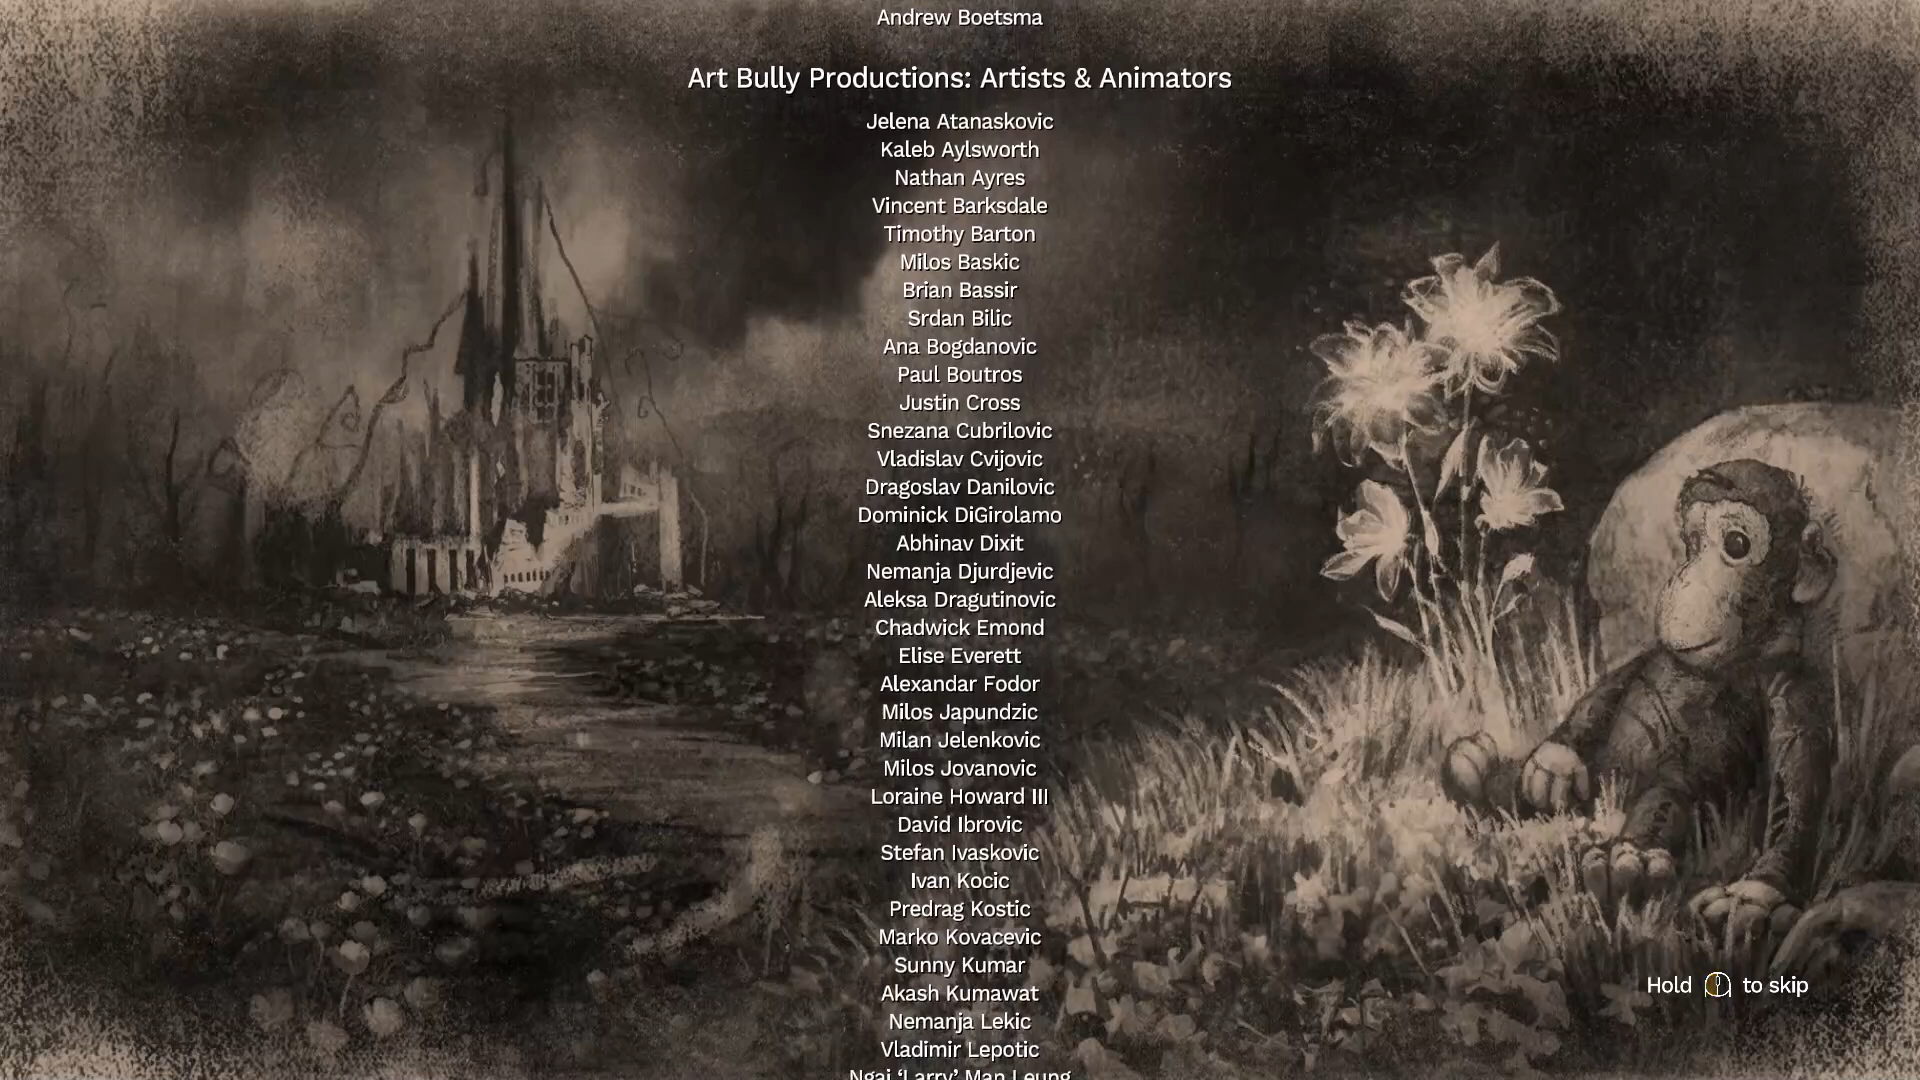 Andrew Boetsma
Art Bully Productions: Artists & Animators
Jelena Atanaskovic
Kaleb Aylsworth
Nathan Ayres
Vincent Barksdale
Timothy Barton
Milos Baskic
Brian Bassir
Srdan Bilic
Ana Bogdanovic
Paul Boutros
Justin Cross
Snezana Cubrilovic
Vladislav Cvijovic
Dragoslav Danilovic
Dominick DiGirolamo
Abhinav Dixit
Nemanja Djurdjevic
Aleksa Dragutinovic
Chadwick Emond
Elise Everett
Alexandar Fodor
Milos Japundzic
Milan Jelenkovic
Milos Jovanovic
Loraine Howard III
David Ibrovic
Stefan Ivaskovic
Ivan Kocic
Predrag Kostic
Marko Kovacevic
Sunny Kumar
Akash Kumawat
Hold to skip
Nemanja Lekic
Vladimir Lepotic
Ngai ‘Larry’ Man Leung